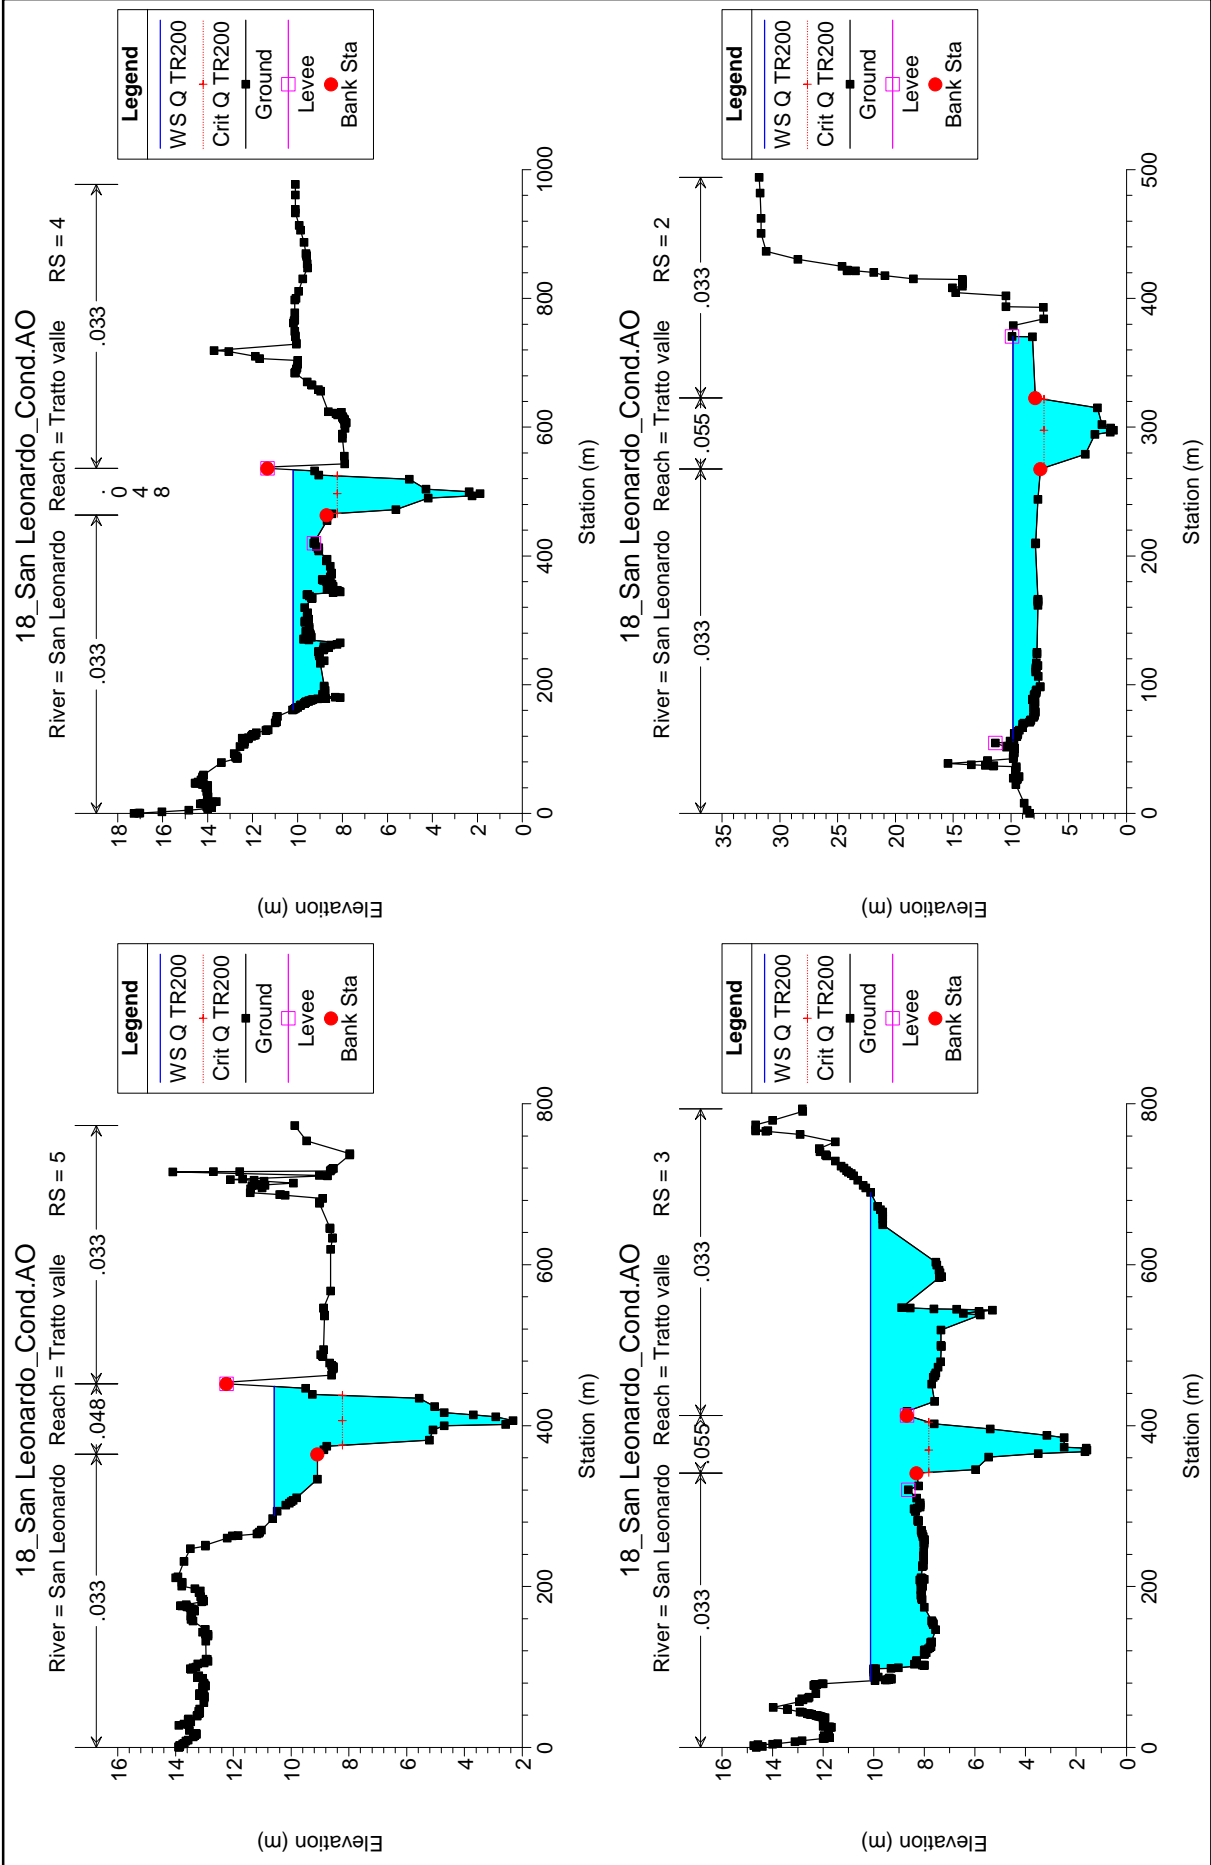 18_San Leonardo_Cond.AO
River = San Leonardo Reach = Tratto valle RS = 5
.033
.048
.033
Elevation (m)
16
14
12
10
8
6
4
2
0
200
400
600
800
Station (m)
Legend
WS Q TR200
Crit Q TR200
Ground
Levee
Bank Sta
18_San Leonardo_Cond.AO
River = San Leonardo Reach = Tratto valle RS = 4
.033
.048
.033
Elevation (m)
18
16
14
12
10
8
6
4
2
0
0
200
400
600
800
1000
Station (m)
Legend
WS Q TR200
Crit Q TR200
Ground
Levee
Bank Sta
18_San Leonardo_Cond.AO
River = San Leonardo Reach = Tratto valle RS = 3
.033
.055
.033
Elevation (m)
16
14
12
10
8
6
4
2
0
0
200
400
600
800
Station (m)
Legend
WS Q TR200
Crit Q TR200
Ground
Levee
Bank Sta
18_San Leonardo_Cond.AO
River = San Leonardo Reach = Tratto valle RS = 2
.033
.055
.033
Elevation (m)
35
30
25
20
15
10
5
0
0
100
200
300
400
500
Station (m)
Legend
WS Q TR200
Crit Q TR200
Ground
Levee
Bank Sta